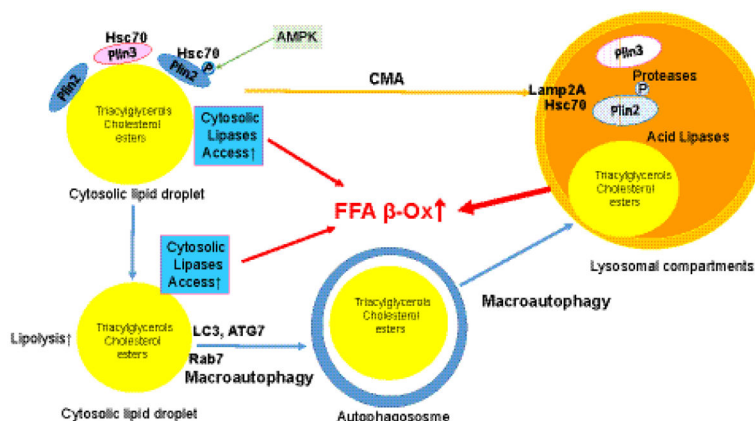 Hsc70
Plin3
Plin2
Hsc70
Plin2
P
AMPK
Triacylglycerols
Cholesterol
esters
Cytosolic
Lipases
Access↑
Cytosolic lipid droplet
CMA
Lamp2A
Hsc70
Plin3
Proteases
P
Plin2
Acid Lipases
Triacylglycerols
Cholesterol
esters
Lysosomal compartments
FFA β-Ox↑
Cytosolic
Lipases
Access↑
Lipolysis↑
Triacylglycerols
Cholesterol
esters
LC3, ATG7
Rab7
Macroautophagy
Cytosolic lipid droplet
Triacylglycerols
Cholesterol
esters
Autophagososme
Macroautophagy